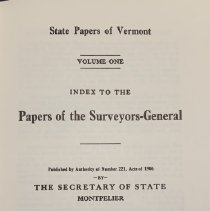 State Papers of Vermont
VOLUME ONE
INDEX TO THE
Papers of the Surveyors-General
Published by Authority of Number 221, Acts of 1906
—BY—
THE SECRETARY OF STATE
MONTPELIER